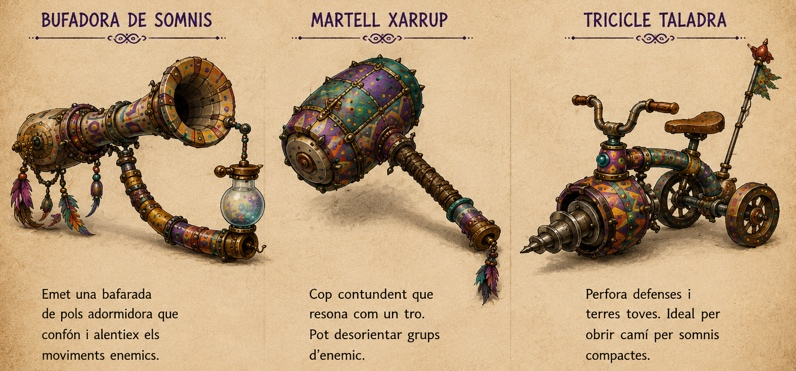 BUFADORA DE SOMNIS
Emet una bafarada
de pols adormidora que
confón i alentiex els
moviments enemics.
MARTELL XARRUP
Cop contundent que
resona com un tro.
Pot desorientar grups
d'enemic.
TRICICLE TALADRA
Perfora defenses i
terres toves. Ideal per
obrir camí per somnis
compactes.